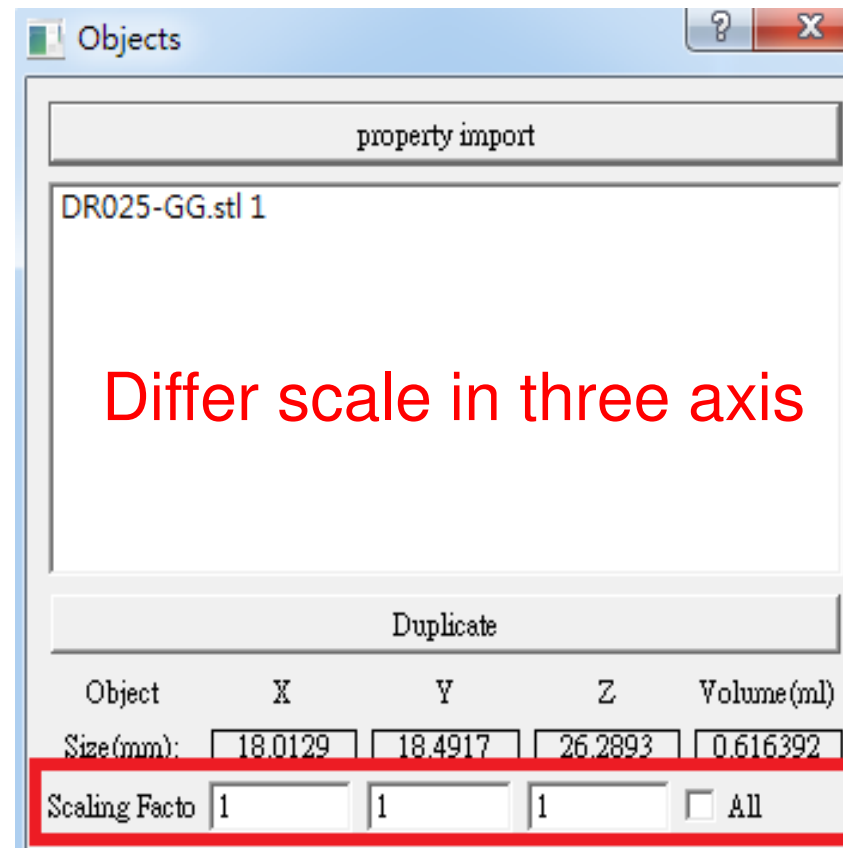 Objects
? X
property import
DR025-GG.stl 1
Differ scale in three axis
Duplicate
Object X Y Z Volume(ml)
Size(mm): 18.0129 18.4917 26.2893 0.616392
Scaling Facto 1 1 1 All